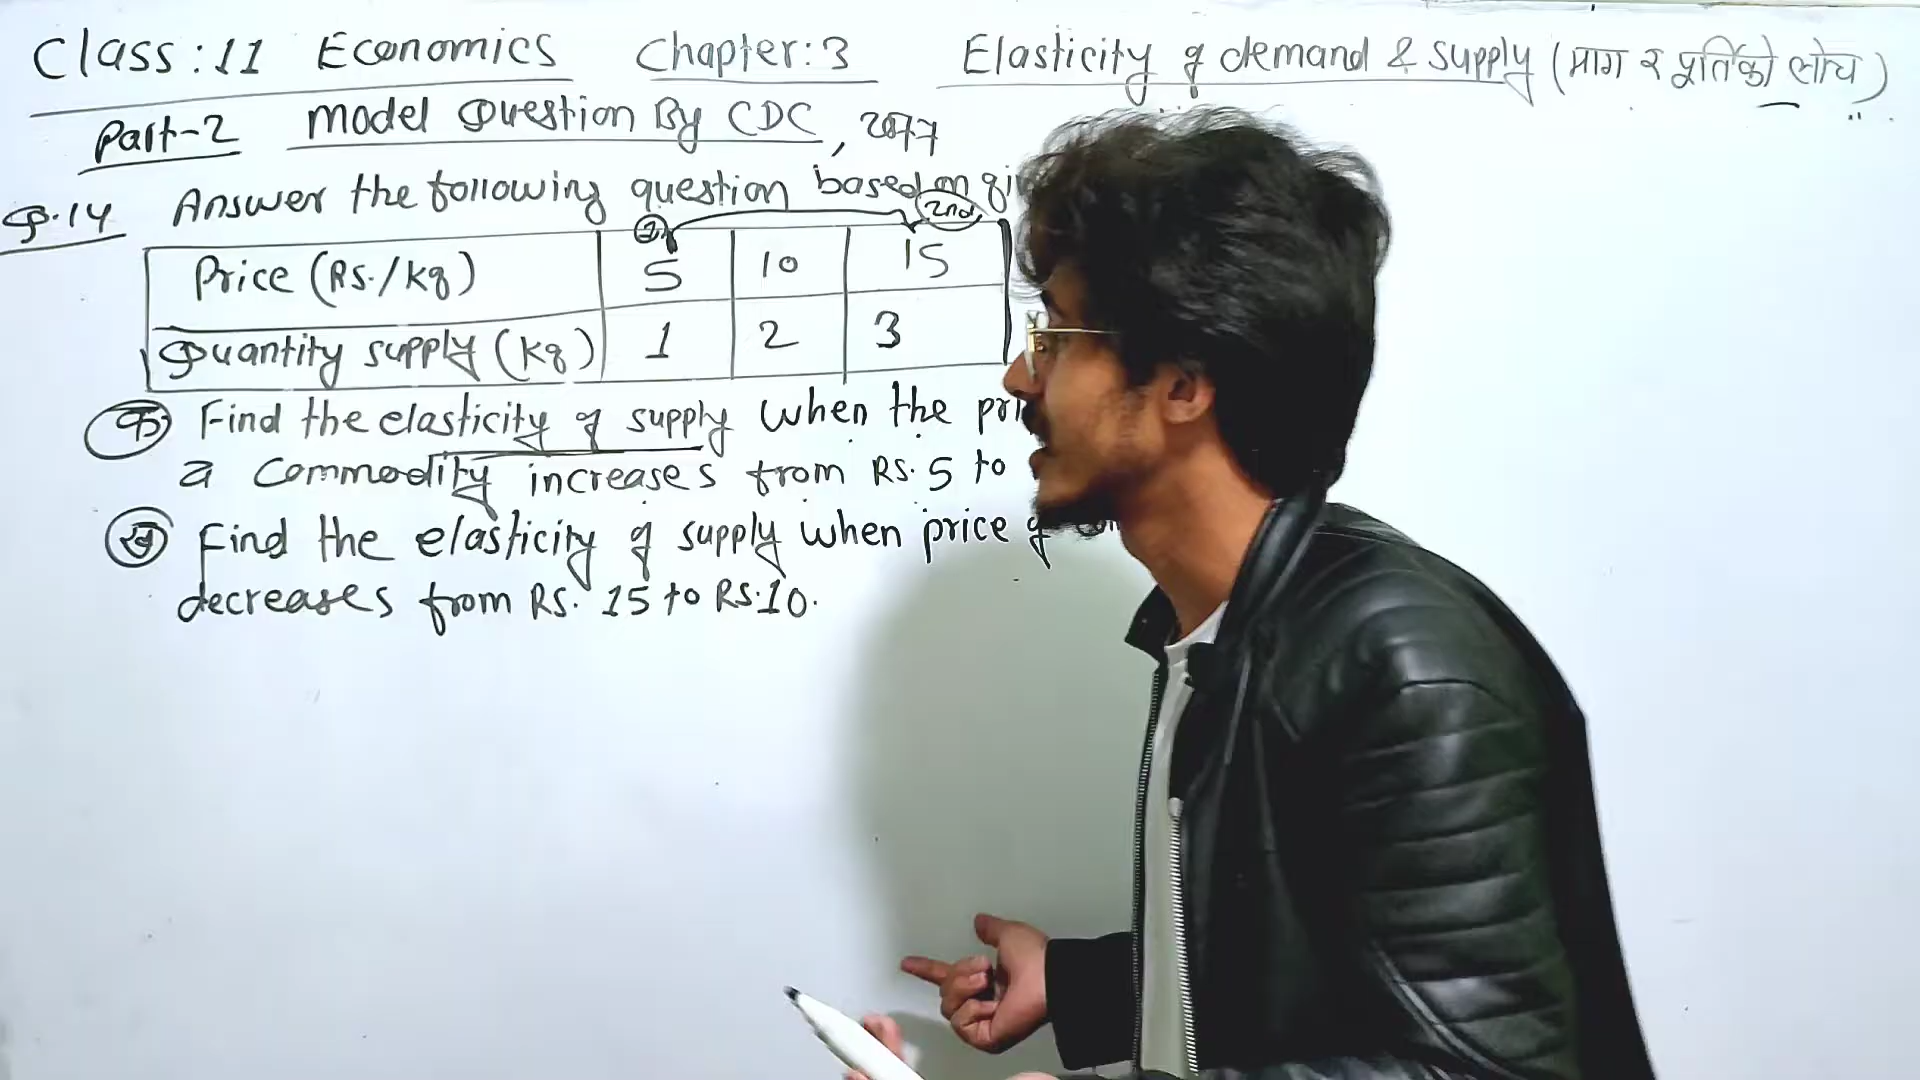 Class:11 Economics Chapter:3 Elasticity of demand & supply (माग र पूर्तिको लोच)
Part-2 Model Question By CDC, 2077
Q.14 Answer the following question based on
2nd
Price (Rs./kg) 5 10 15
Quantity supply (kg) 1 2 3
क Find the elasticity of supply when the
a commodity increases from Rs. 5 to
ख Find the elasticity of supply when price of
decreases from Rs. 15 to Rs.10.